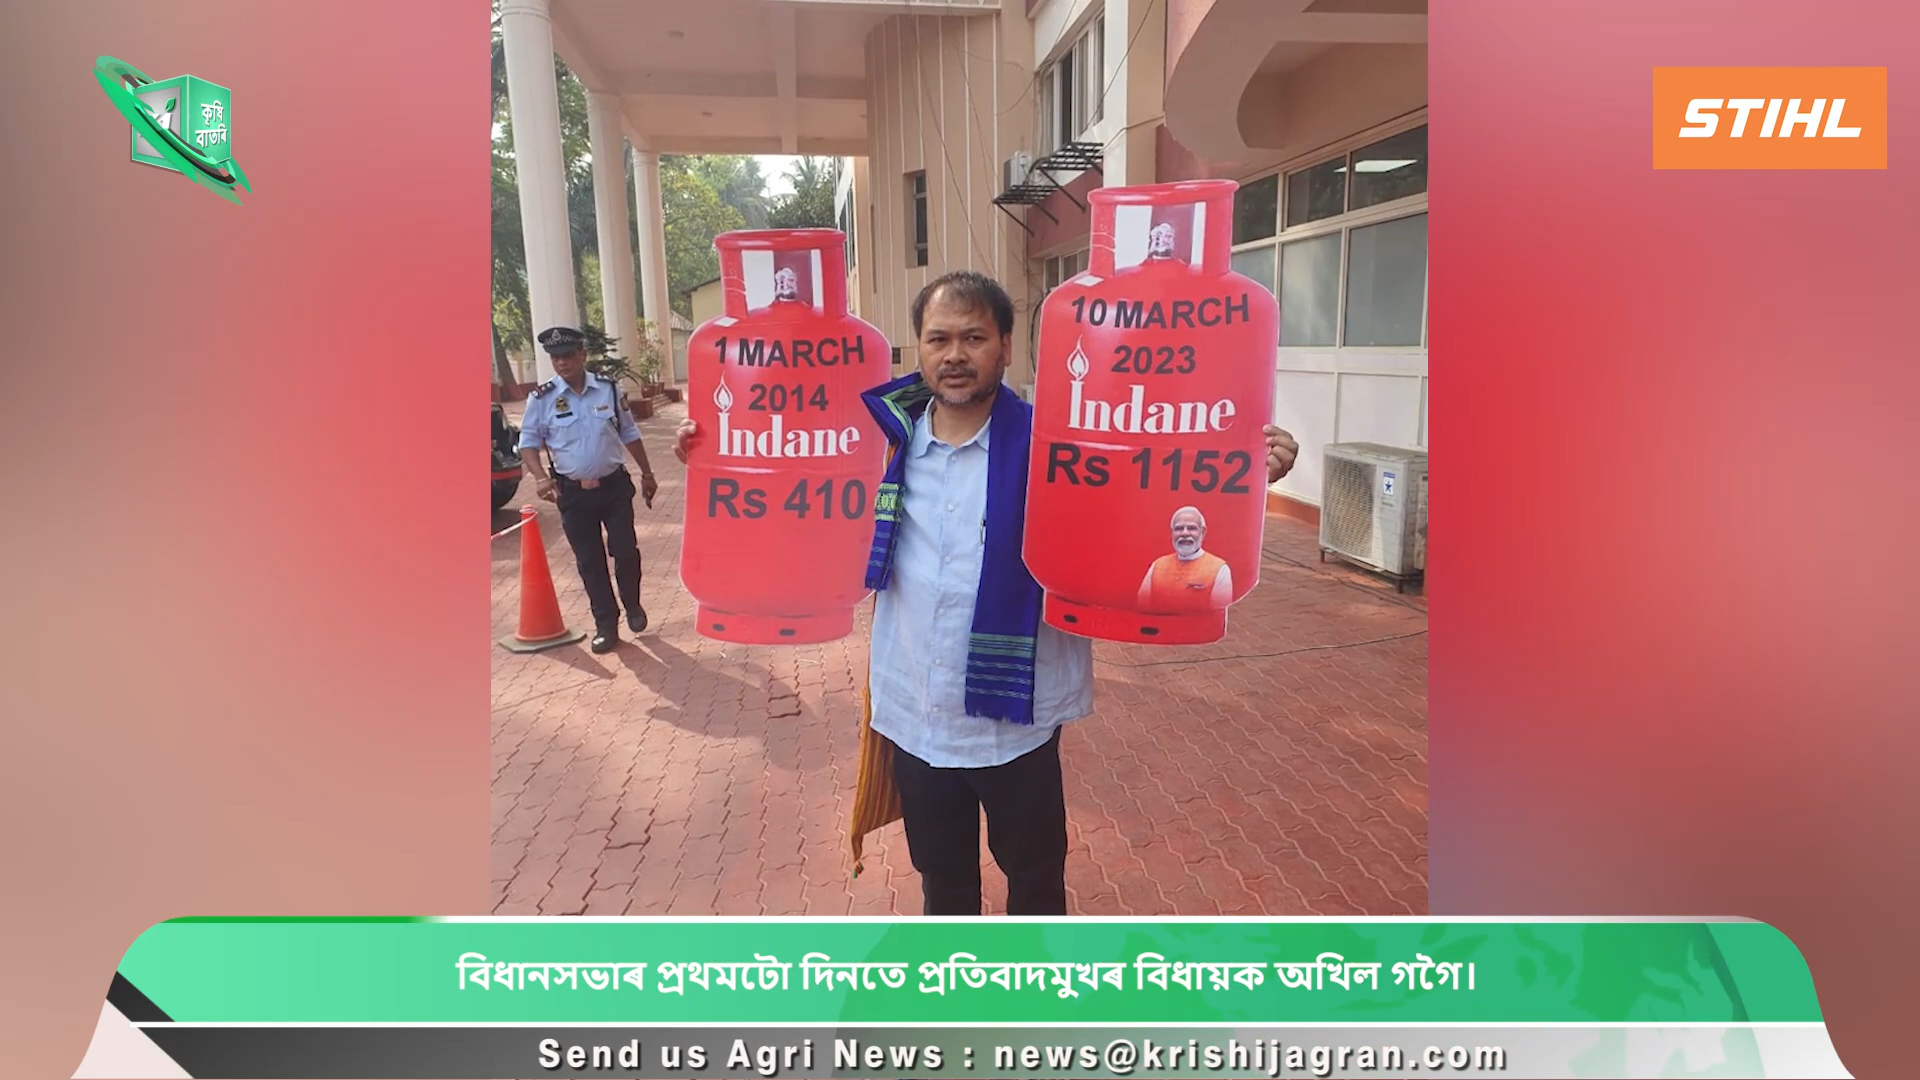 কৃষি
বাতৰি
STIHL
1 MARCH
2014
Indane
Rs 410
10 MARCH
2023
Indane
Rs 1152
বিধানসভাৰ প্ৰথমটো দিনতে প্ৰতিবাদমুখৰ বিধায়ক অখিল গগৈ।
Send us Agri News : news@krishijagran.com